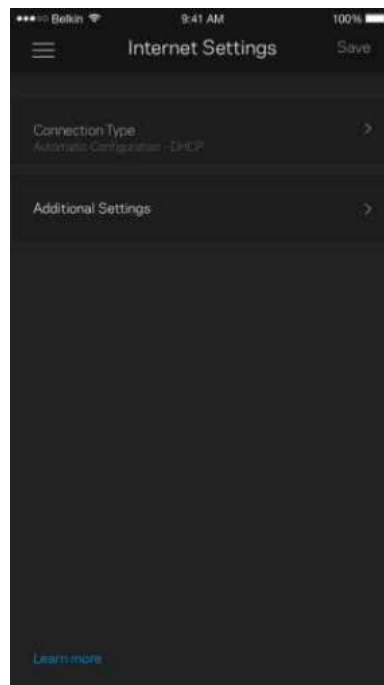 Belkin 9:41 AM 100%
Internet Settings Save
Connection Type
Automatic Configuration - DHCP
Additional Settings
Learn more